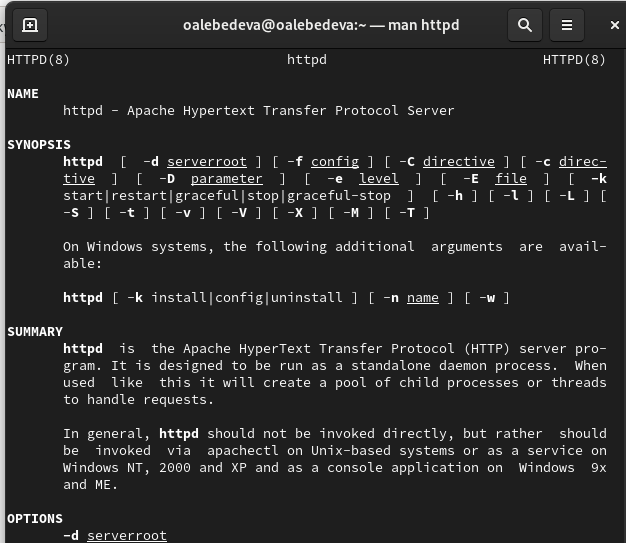 oalebedeva@oalebedeva:~ — man httpd
HTTPD(8) httpd HTTPD(8)
NAME
httpd - Apache Hypertext Transfer Protocol Server
SYNOPSIS
httpd [ -d serverroot ] [ -f config ] [ -C directive ] [ -c direc-
tive ] [ -D parameter ] [ -e level ] [ -E file ] [ -k
start|restart|graceful|stop|graceful-stop ] [ -h ] [ -l ] [ -L ] [
-S ] [ -t ] [ -v ] [ -V ] [ -X ] [ -M ] [ -T ]
On Windows systems, the following additional arguments are avail-
able:
httpd [ -k install|config|uninstall ] [ -n name ] [ -w ]
SUMMARY
httpd is the Apache HyperText Transfer Protocol (HTTP) server pro-
gram. It is designed to be run as a standalone daemon process. When
used like this it will create a pool of child processes or threads
to handle requests.
In general, httpd should not be invoked directly, but rather should
be invoked via apachectl on Unix-based systems or as a service on
Windows NT, 2000 and XP and as a console application on Windows 9x
and ME.
OPTIONS
-d serverroot